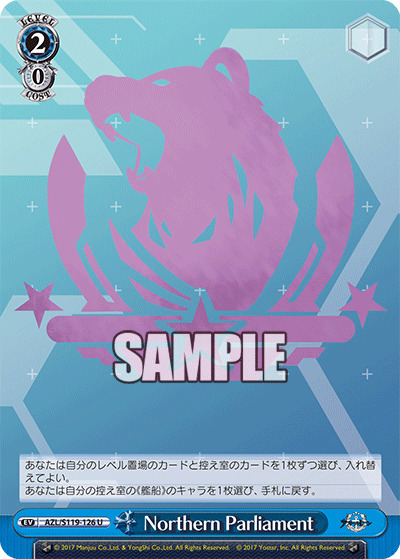 LEVEL
2
0
COST
SAMPLE
あなたは自分のレベル置場のカードと控え室のカードを1枚ずつ選び、入れ替
えてよい。
あなたは自分の控え室の《艦船》のキャラを1枚選び、手札に戻す。
EV AZL/S119-126 U Northern Parliament
© 2017 Manjuu Co.,Ltd. & YongShi Co.,Ltd. All Rights Reserved. © 2017 Yostar, Inc. All Rights Reserved.